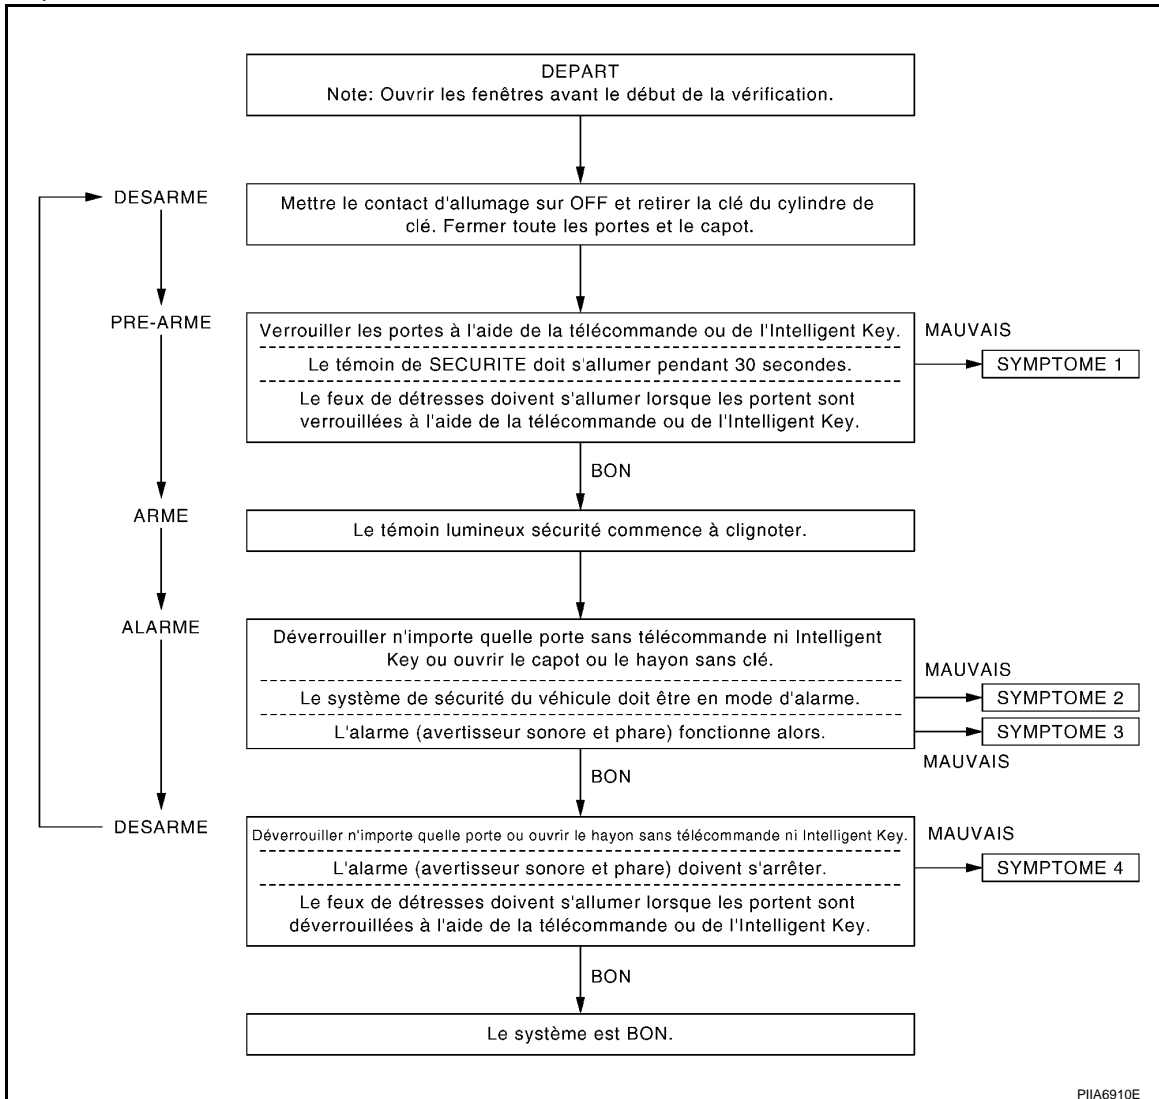 DEPART
Note: Ouvrir les fenêtres avant le début de la vérification.
DESARME
Mettre le contact d'allumage sur OFF et retirer la clé du cylindre de
clé. Fermer toute les portes et le capot.
PRE-ARME
Verrouiller les portes à l'aide de la télécommande ou de l'Intelligent Key.
MAUVAIS
Le témoin de SECURITE doit s'allumer pendant 30 secondes.
SYMPTOME 1
Le feux de détresses doivent s'allumer lorsque les portent sont
verrouillées à l'aide de la télécommande ou de l'Intelligent Key.
BON
ARME
Le témoin lumineux sécurité commence à clignoter.
ALARME
Déverrouiller n'importe quelle porte sans télécommande ni Intelligent
Key ou ouvrir le capot ou le hayon sans clé.
MAUVAIS
Le système de sécurité du véhicule doit être en mode d'alarme.
SYMPTOME 2
L'alarme (avertisseur sonore et phare) fonctionne alors.
SYMPTOME 3
MAUVAIS
BON
DESARME
Déverrouiller n'importe quelle porte ou ouvrir le hayon sans télécommande ni Intelligent Key.
MAUVAIS
L'alarme (avertisseur sonore et phare) doivent s'arrêter.
SYMPTOME 4
Le feux de détresses doivent s'allumer lorsque les portent sont
déverrouillées à l'aide de la télécommande ou de l'Intelligent Key.
BON
Le système est BON.
PIIA6910E